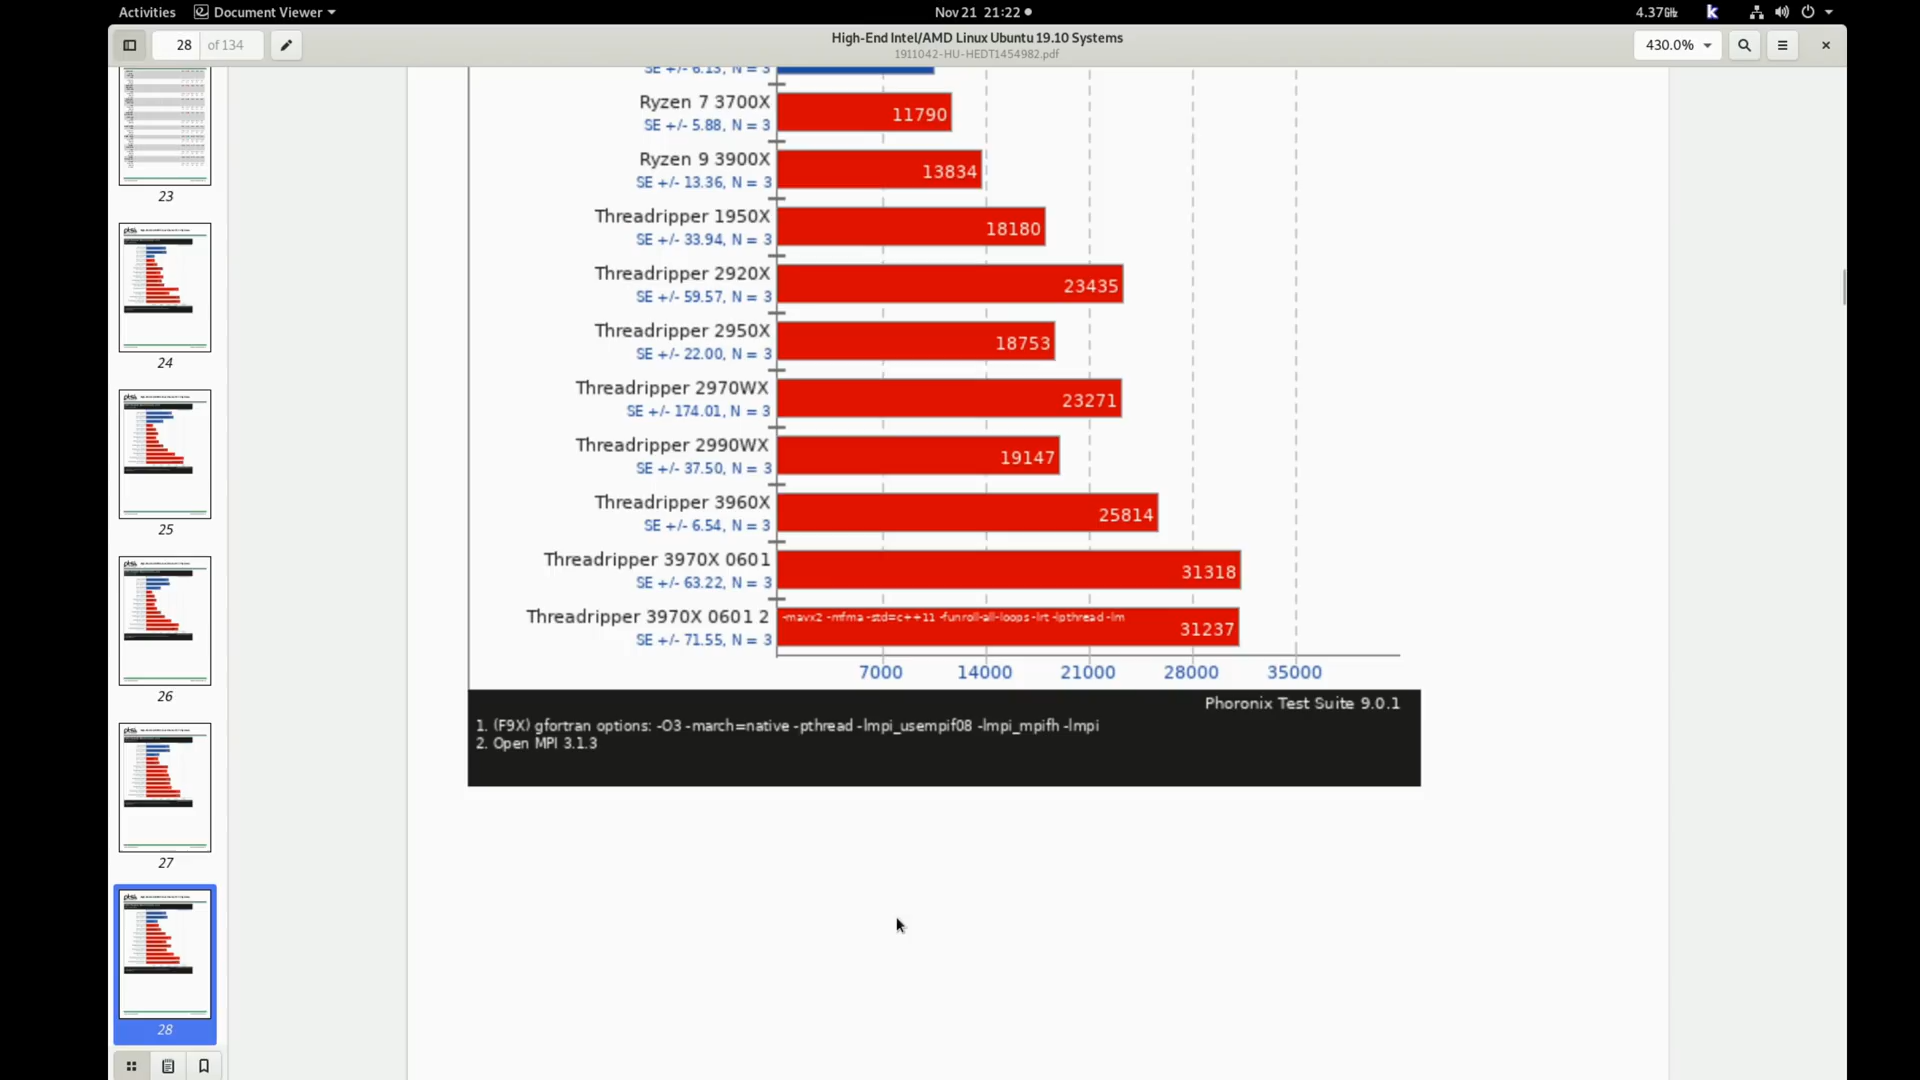 Activities
Document Viewer
Nov 21 21:22
4.37GHz
28 of 134
High-End Intel/AMD Linux Ubuntu 19.10 Systems
1911042-HU-HEDT1454982.pdf
430.0%
23
24
25
26
27
28
SE +/- 6.13, N = 3
Ryzen 7 3700X
SE +/- 5.88, N = 3
11790
Ryzen 9 3900X
SE +/- 13.36, N = 3
13834
Threadripper 1950X
SE +/- 33.94, N = 3
18180
Threadripper 2920X
SE +/- 59.57, N = 3
23435
Threadripper 2950X
SE +/- 22.00, N = 3
18753
Threadripper 2970WX
SE +/- 174.01, N = 3
23271
Threadripper 2990WX
SE +/- 37.50, N = 3
19147
Threadripper 3960X
SE +/- 6.54, N = 3
25814
Threadripper 3970X 0601
SE +/- 63.22, N = 3
31318
Threadripper 3970X 0601 2
SE +/- 71.55, N = 3
-mavx2 -mfma -std=c++11 -funroll-all-loops -lrt -lpthread -lm
31237
7000 14000 21000 28000 35000
Phoronix Test Suite 9.0.1
1. (F9X) gfortran options: -O3 -march=native -pthread -lmpi_usempif08 -lmpi_mpifh -lmpi
2. Open MPI 3.1.3